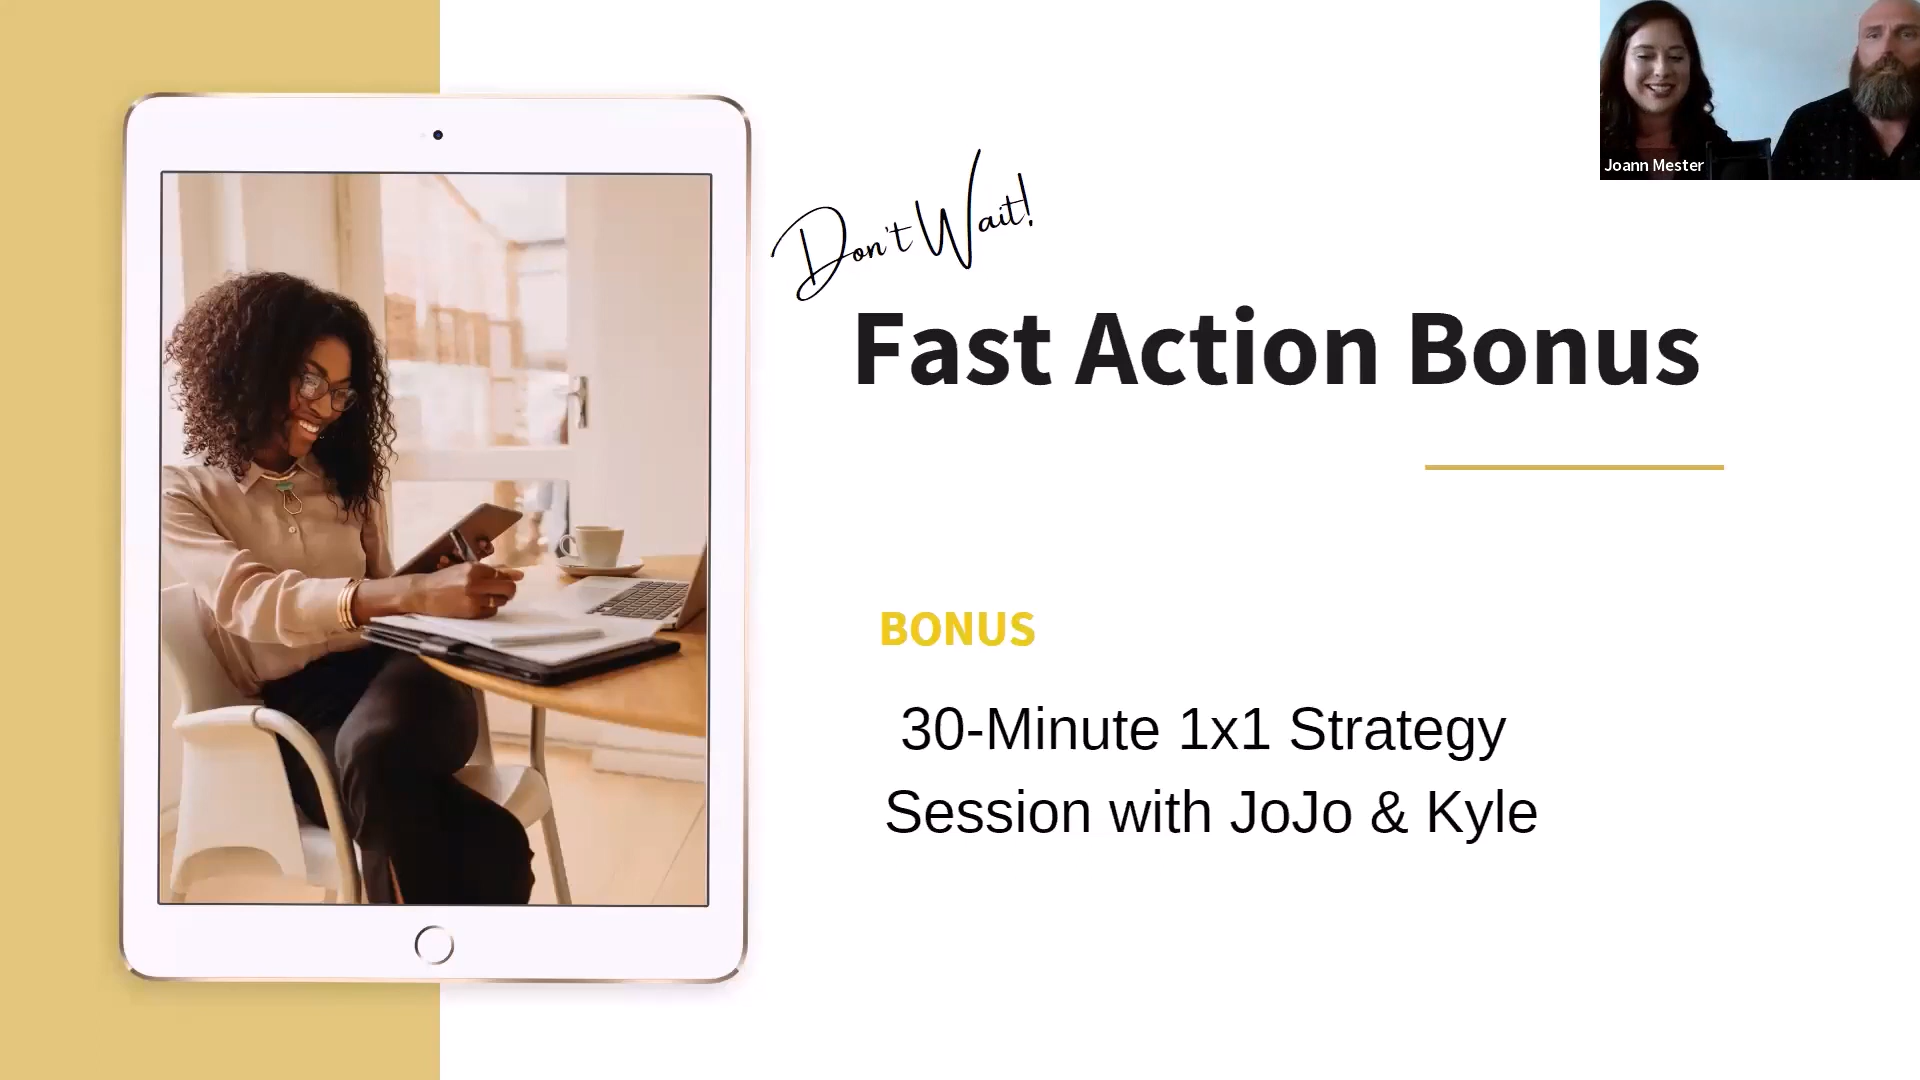 Joann Mester
Don't Wait!
Fast Action Bonus
BONUS
30-Minute 1x1 Strategy
Session with JoJo & Kyle